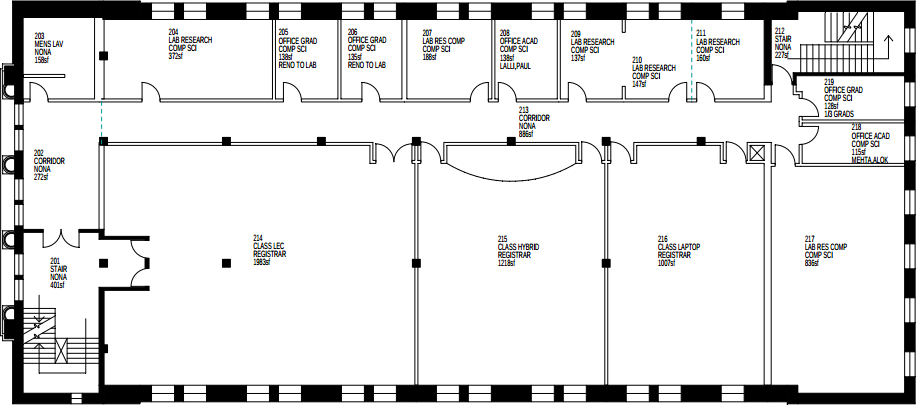 203
MENS LAV
NONA
158sf
204
LAB RESEARCH
COMP SCI
372sf
205
OFFICE GRAD
COMP SCI
138sf
RENO TO LAB
206
OFFICE GRAD
COMP SCI
135sf
RENO TO LAB
207
LAB RES COMP
COMP SCI
188sf
208
OFFICE ACAD
COMP SCI
138sf
LALLI,PAUL
209
LAB RESEARCH
COMP SCI
137sf
210
LAB RESEARCH
COMP SCI
147sf
211
LAB RESEARCH
COMP SCI
160sf
212
STAIR
NONA
227sf
219
OFFICE GRAD
COMP SCI
128sf
10 GRADS
218
OFFICE ACAD
COMP SCI
115sf
MEHTA,ALOK
213
CORRIDOR
NONA
886sf
202
CORRIDOR
NONA
272sf
201
STAIR
NONA
401sf
214
CLASS LEC
REGISTRAR
1983sf
215
CLASS HYBRID
REGISTRAR
1218sf
216
CLASS LAPTOP
REGISTRAR
1007sf
217
LAB RES COMP
COMP SCI
836sf